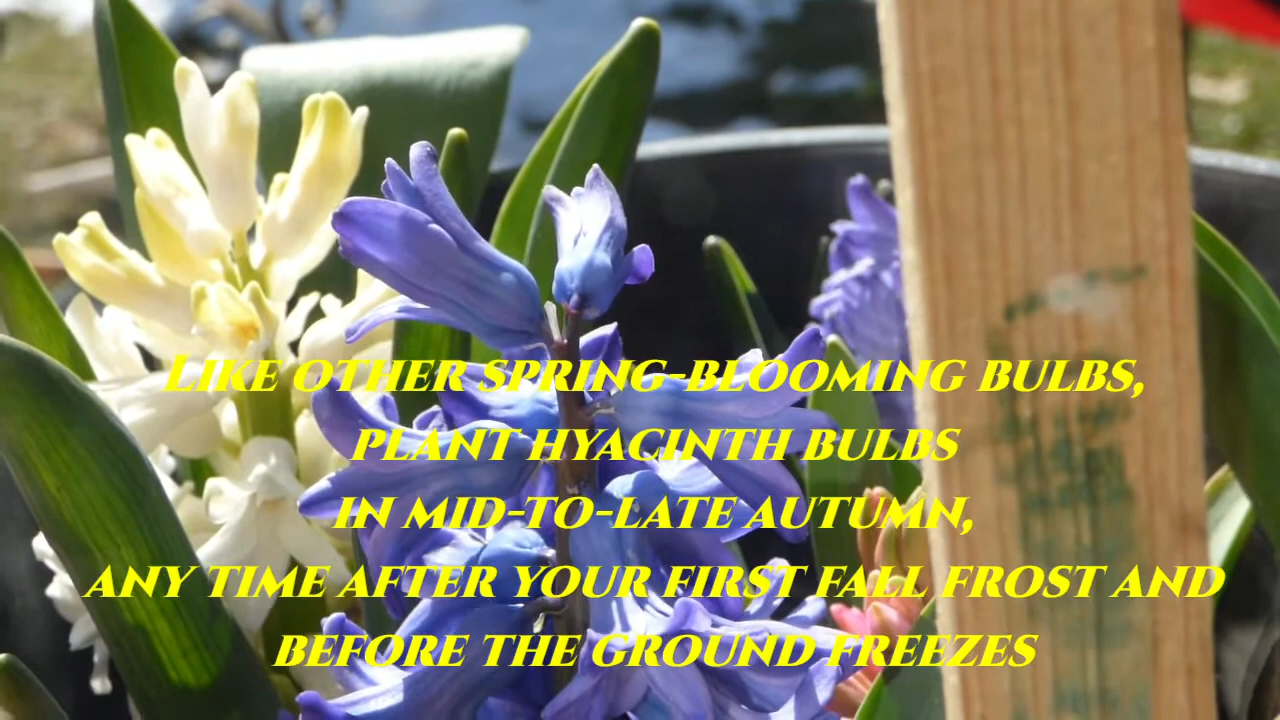 Like other spring-blooming bulbs,
plant hyacinth bulbs
in mid-to-late autumn,
any time after your first fall frost and
before the ground freezes